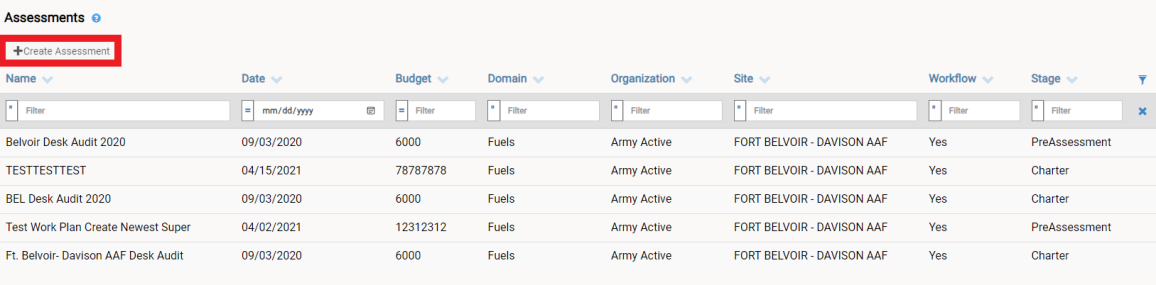 Assessments ?
+Create Assessment
Name Date Budget Domain Organization Site Workflow Stage
* Filter = mm/dd/yyyy = Filter * Filter * Filter * Filter * Filter * Filter
Belvoir Desk Audit 2020 09/03/2020 6000 Fuels Army Active FORT BELVOIR - DAVISON AAF Yes PreAssessment
TESTTESTTEST 04/15/2021 78787878 Fuels Army Active FORT BELVOIR - DAVISON AAF Yes Charter
BEL Desk Audit 2020 09/03/2020 6000 Fuels Army Active FORT BELVOIR - DAVISON AAF Yes Charter
Test Work Plan Create Newest Super 04/02/2021 12312312 Fuels Army Active FORT BELVOIR - DAVISON AAF Yes PreAssessment
Ft. Belvoir- Davison AAF Desk Audit 09/03/2020 6000 Fuels Army Active FORT BELVOIR - DAVISON AAF Yes Charter